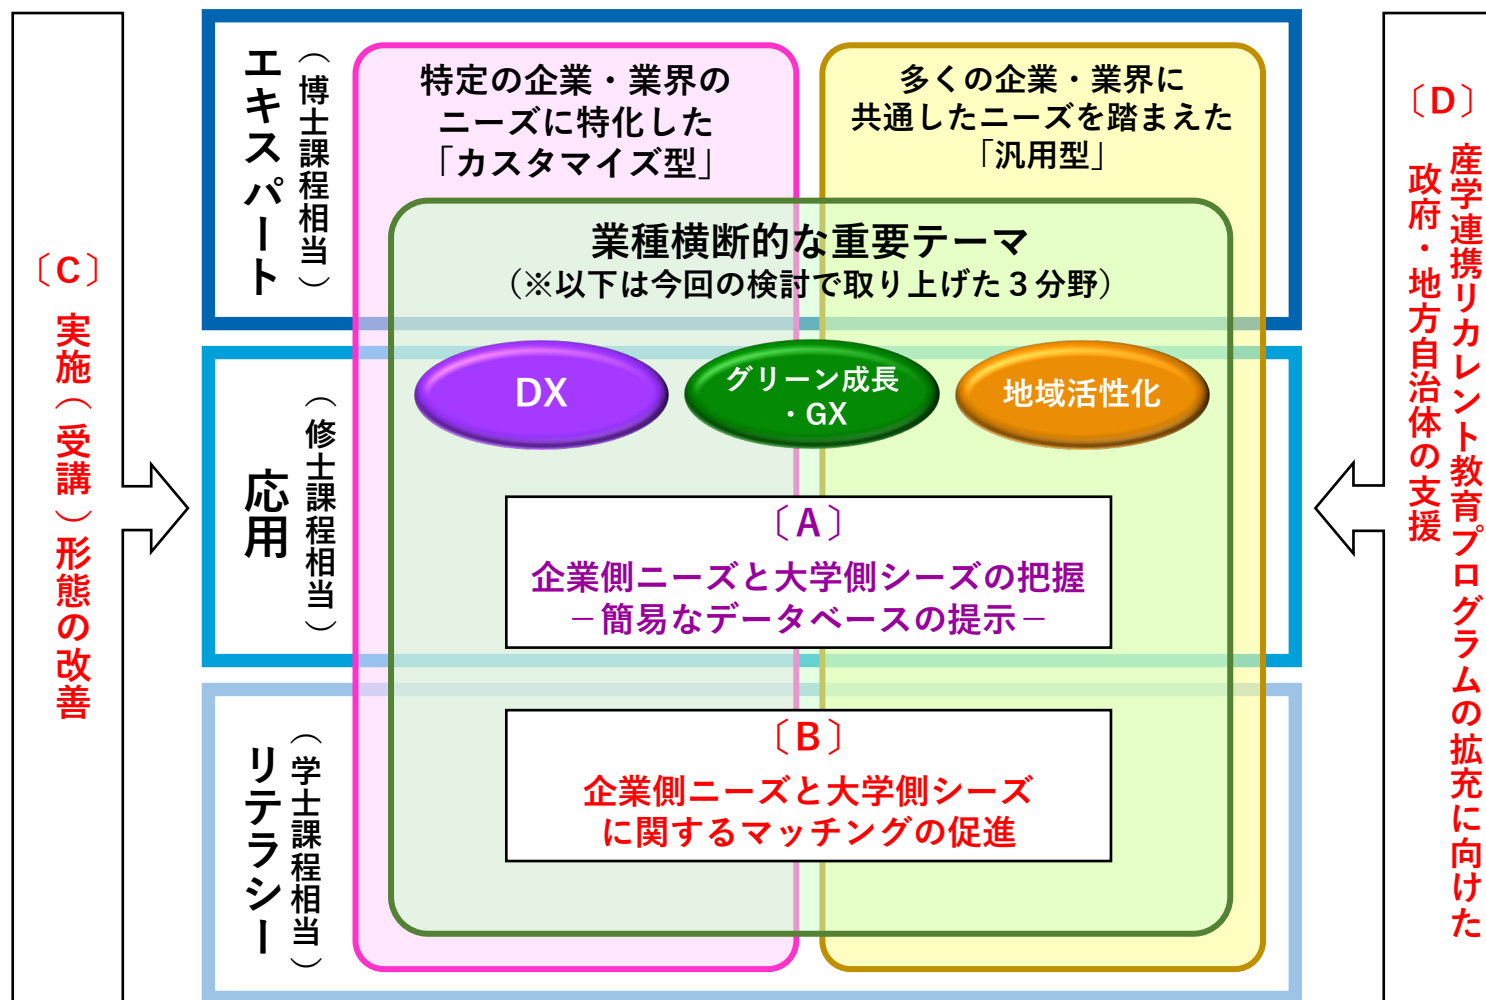 〔C〕
実施（受講）形態の改善
エキスパート
（博士課程相当）
特定の企業・業界の
ニーズに特化した
「カスタマイズ型」
多くの企業・業界に
共通したニーズを踏まえた
「汎用型」
業種横断的な重要テーマ
（※以下は今回の検討で取り上げた３分野）
DX
グリーン成長
・GX
地域活性化
応用
（修士課程相当）
〔A〕
企業側ニーズと大学側シーズの把握
－簡易なデータベースの提示－
リテラシー
（学士課程相当）
〔B〕
企業側ニーズと大学側シーズ
に関するマッチングの促進
〔D〕
産学連携リカレント教育プログラムの拡充に向けた
政府・地方自治体の支援